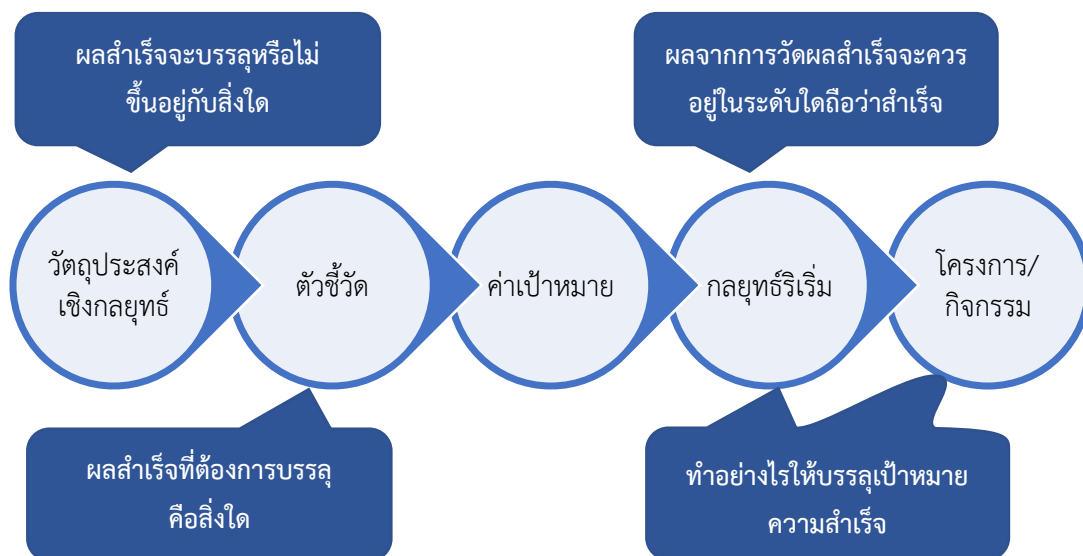 ผลสำเร็จจะบรรลุหรือไม่
ขึ้นอยู่กับสิ่งใด
ผลจากการวัดผลสำเร็จจะควร
อยู่ในระดับใดถือว่าสำเร็จ
วัตถุประสงค์
เชิงกลยุทธ์
ตัวชี้วัด
ค่าเป้าหมาย
กลยุทธ์ริเริ่ม
โครงการ/
กิจกรรม
ผลสำเร็จที่ต้องการบรรลุ
คือสิ่งใด
ทำอย่างไรให้บรรลุเป้าหมาย
ความสำเร็จ